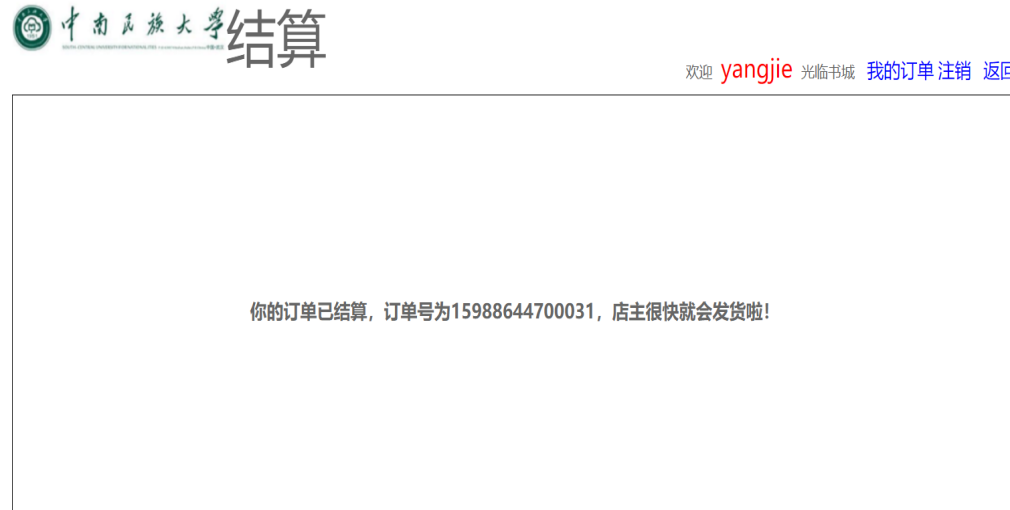 中南民族大学
结算
欢迎 yangjie 光临书城 我的订单 注销 返回
你的订单已结算，订单号为15988644700031，店主很快就会发货啦！